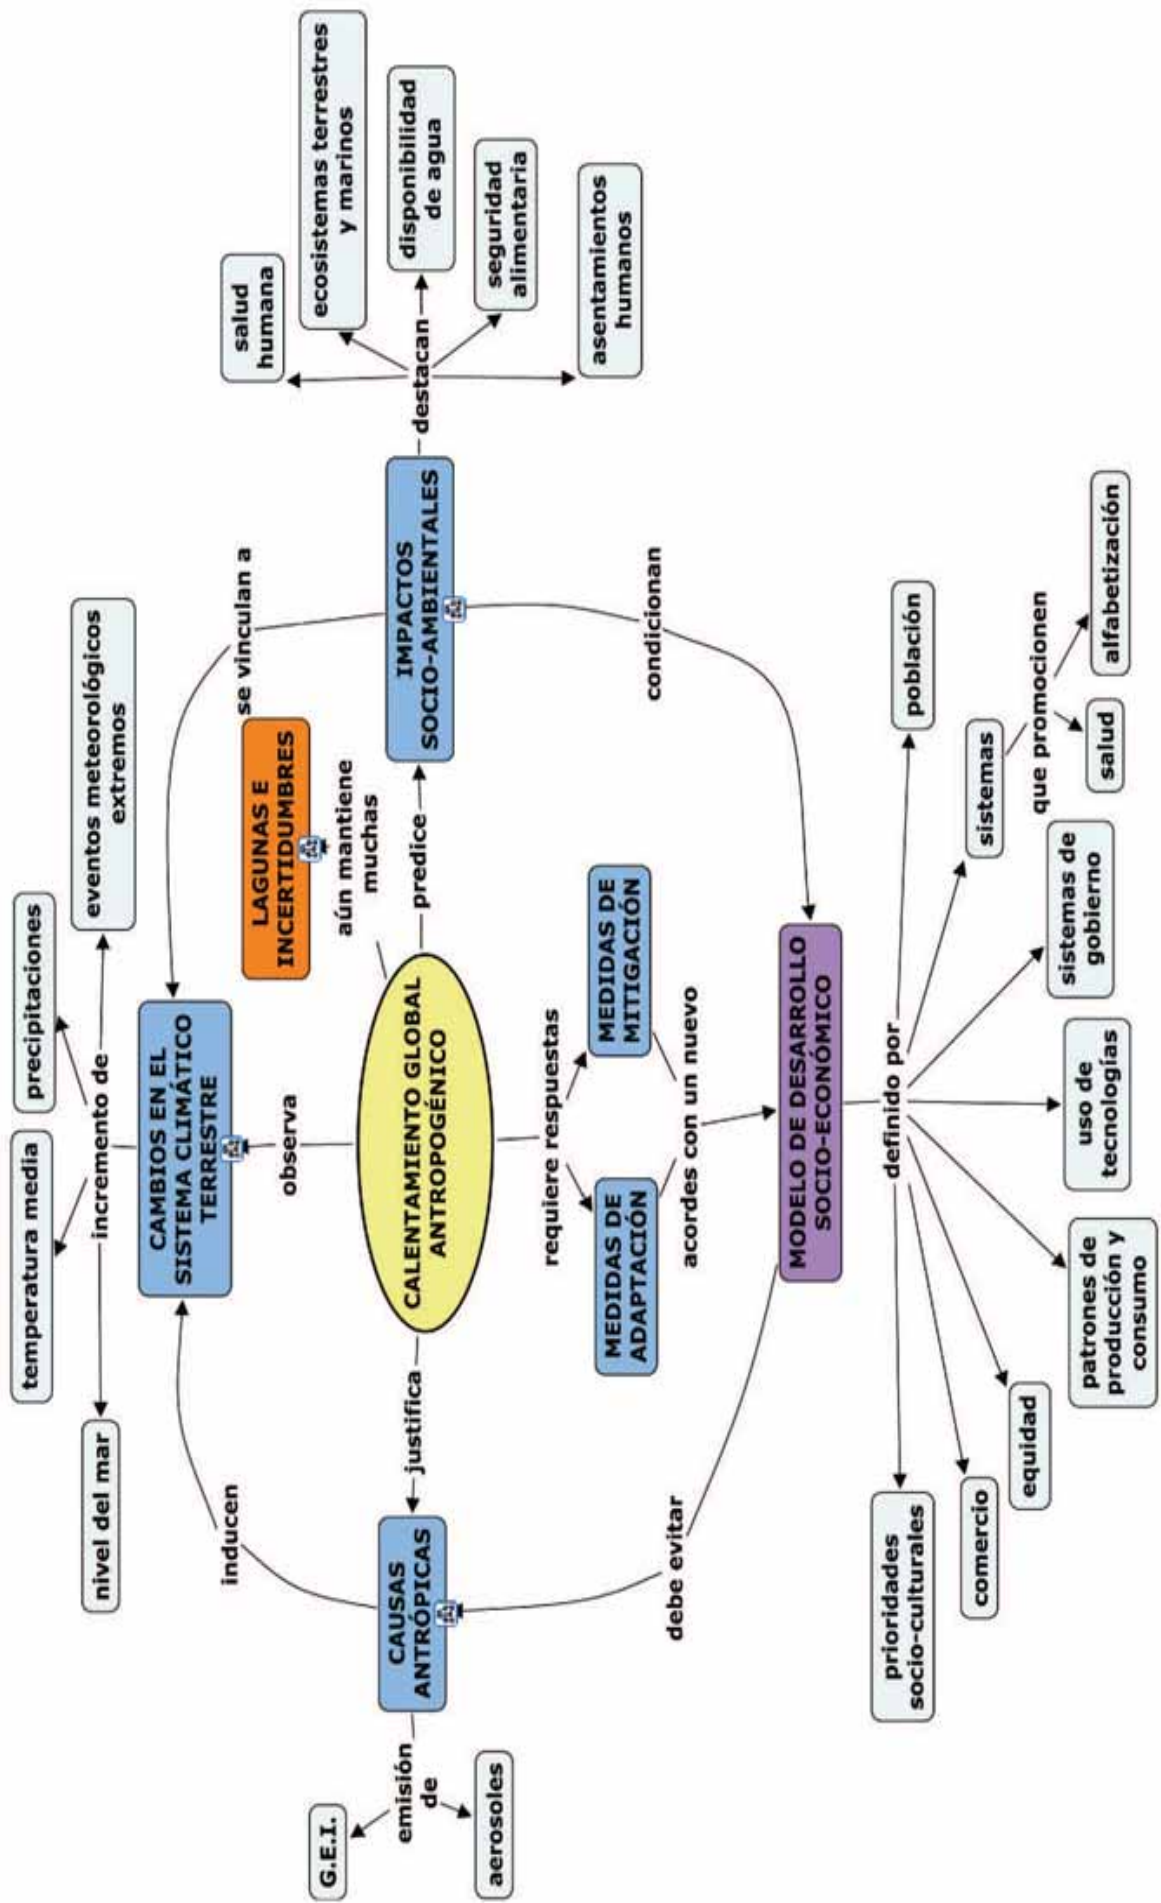 temperatura media
precipitaciones
nivel del mar
incremento de
eventos meteorológicos
extremos
CAMBIOS EN EL
SISTEMA CLIMÁTICO
TERRESTRE
inducen
se vinculan a
observa
LAGUNAS E
INCERTIDUMBRES
aún mantiene
muchas
salud
humana
ecosistemas terrestres
y marinos
disponibilidad
de agua
seguridad
alimentaria
asentamientos
humanos
destacan
G.E.I.
emisión
de
aerosoles
CAUSAS
ANTRÓPICAS
justifica
CALENTAMIENTO GLOBAL
ANTROPOGÉNICO
predice
IMPACTOS
SOCIO-AMBIENTALES
requiere respuestas
MEDIDAS DE
ADAPTACIÓN
MEDIDAS DE
MITIGACIÓN
debe evitar
acordes con un nuevo
condicionan
MODELO DE DESARROLLO
SOCIO-ECONÓMICO
definido por
prioridades
socio-culturales
comercio
equidad
patrones de
producción y
consumo
uso de
tecnologías
sistemas de
gobierno
sistemas
población
que promocionen
salud
alfabetización